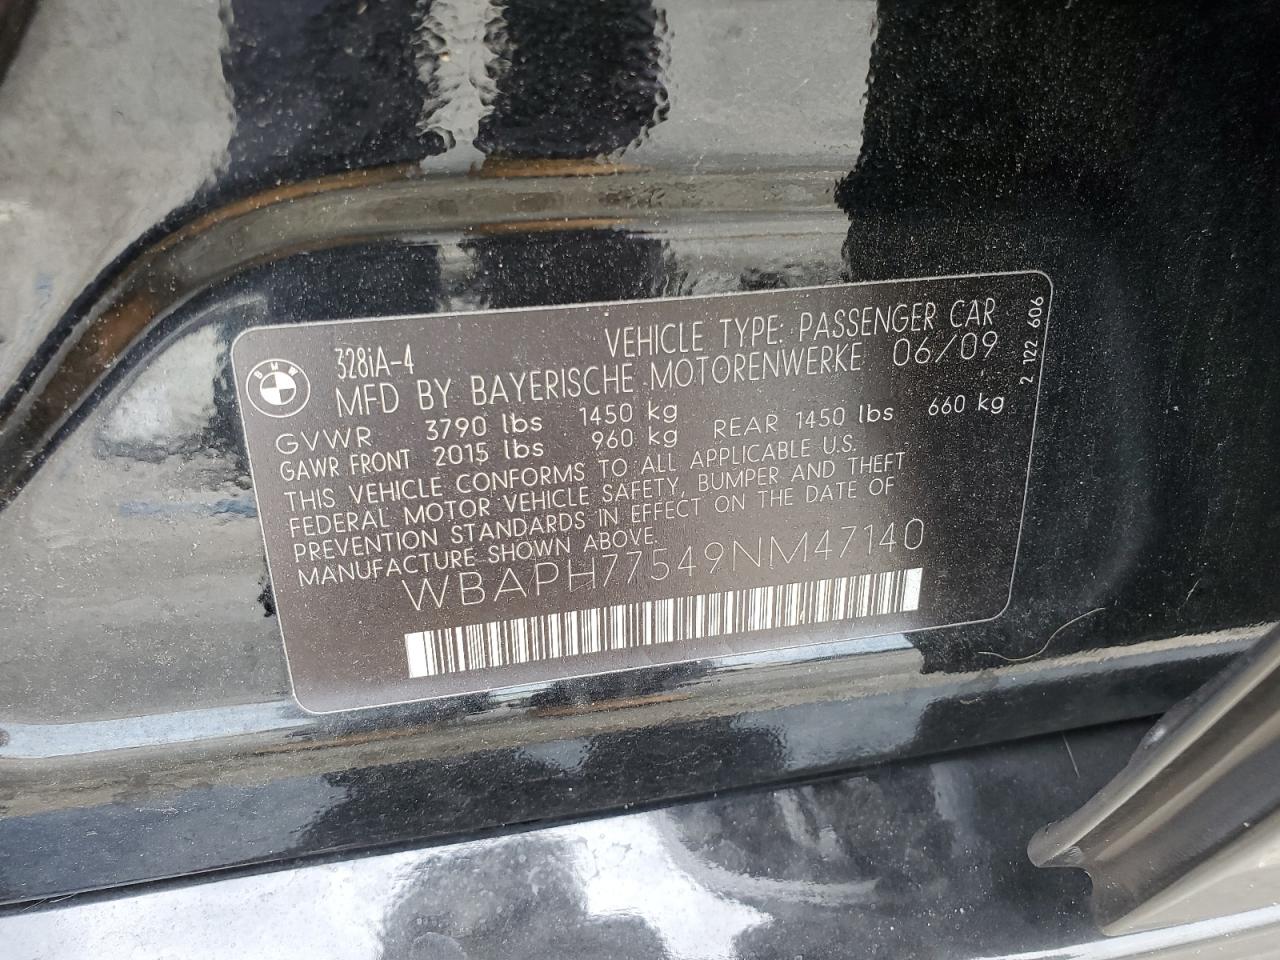 BMW
328iA-4 VEHICLE TYPE: PASSENGER CAR
MFD BY BAYERISCHE MOTORENWERKE 06/09
GVWR 3790 lbs 1450 kg
GAWR FRONT 2015 lbs 960 kg REAR 1450 lbs 660 kg
THIS VEHICLE CONFORMS TO ALL APPLICABLE U.S.
FEDERAL MOTOR VEHICLE SAFETY, BUMPER AND THEFT
PREVENTION STANDARDS IN EFFECT ON THE DATE OF
MANUFACTURE SHOWN ABOVE.
WBAPH77549NM47140
2 122 606